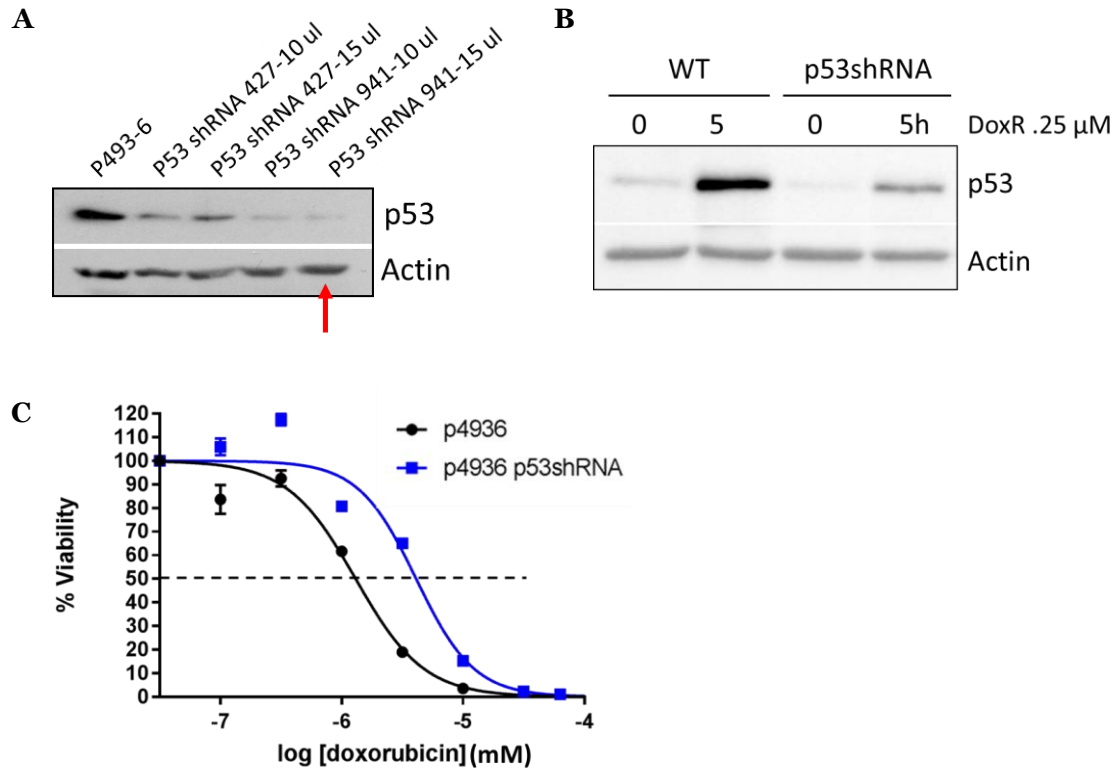 A
P493-6
P53 shRNA 427-10 ul
P53 shRNA 427-15 ul
P53 shRNA 941-10 ul
P53 shRNA 941-15 ul
p53
Actin
B
WT p53shRNA
0 5 0 5h DoxR .25 µM
p53
Actin
C
120
110
100
90
80
70
60
50
40
30
20
10
0
% Viability
p4936
p4936 p53shRNA
-7 -6 -5 -4
log [doxorubicin] (mM)